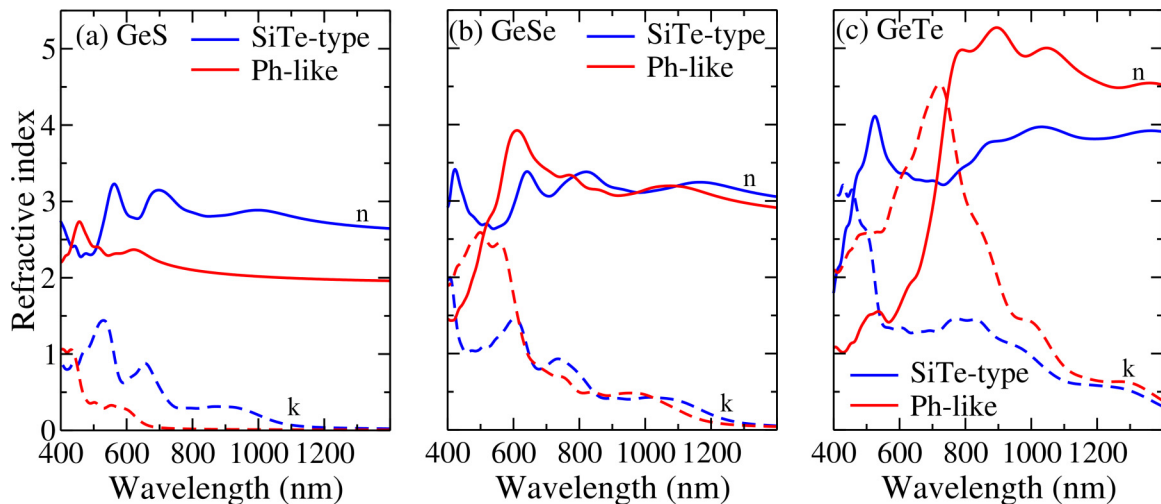 Refractive index
5
4
3
2
1
0
(a) GeS
SiTe-type
Ph-like
n
k
400 600 800 1000 1200
Wavelength (nm)
(b) GeSe
SiTe-type
Ph-like
n
k
400 600 800 1000 1200
Wavelength (nm)
(c) GeTe
n
k
SiTe-type
Ph-like
400 600 800 1000 1200
Wavelength (nm)